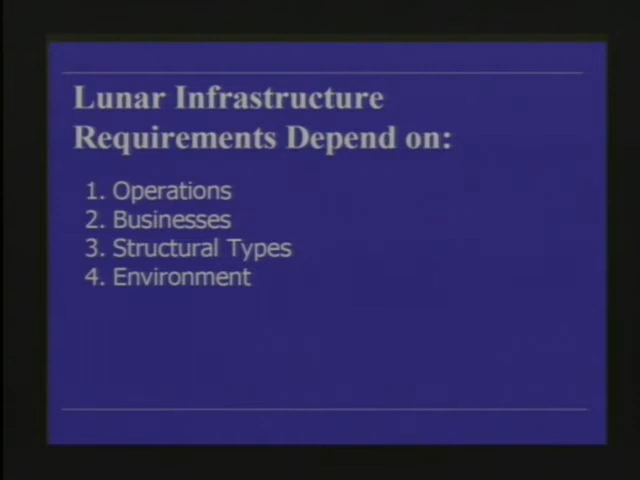 Lunar Infrastructure
Requirements Depend on:
1. Operations
2. Businesses
3. Structural Types
4. Environment